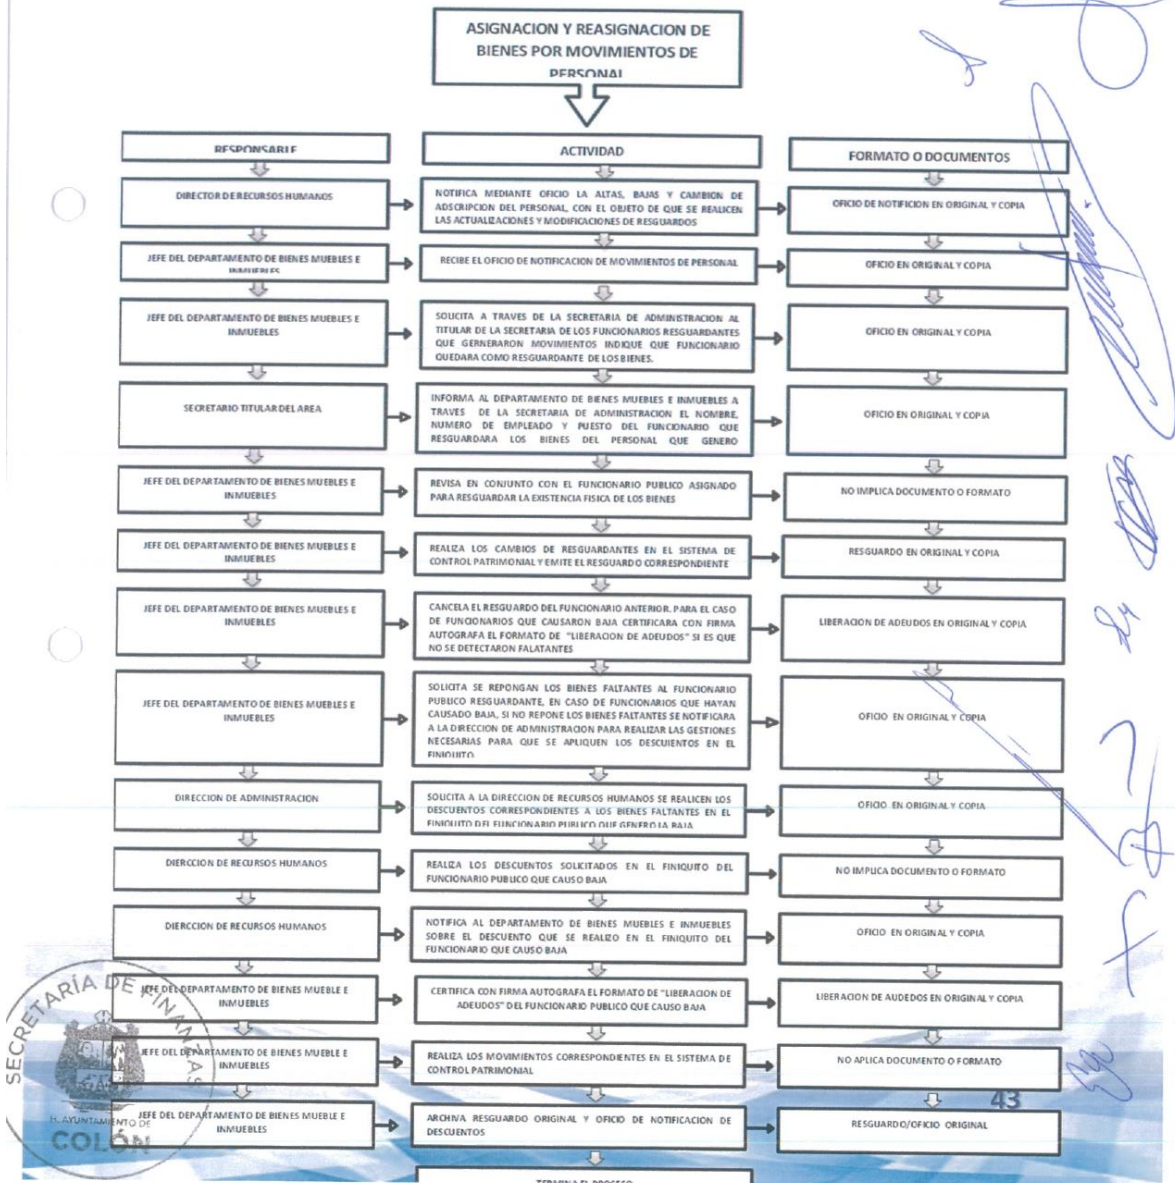 ASIGNACION Y REASIGNACION DE
BIENES POR MOVIMIENTOS DE
PERSONAL
RESPONSABLE
ACTIVIDAD
FORMATO O DOCUMENTOS
DIRECTOR DE RECURSOS HUMANOS
NOTIFICA MEDIANTE OFICIO LA ALTAS, BAJAS Y CAMBION DE
ADSCRIPCION DEL PERSONAL, CON EL OBJETO DE QUE SE REALICEN
LAS ACTUALIZACIONES Y MODIFICACIONES DE RESGUARDOS
OFICIO DE NOTIFICION EN ORIGINAL Y COPIA
JEFE DEL DEPARTAMENTO DE BIENES MUEBLES E
INMUEBLES
RECIBE EL OFICIO DE NOTIFICACION DE MOVIMIENTOS DE PERSONAL
OFICIO EN ORIGINAL Y COPIA
JEFE DEL DEPARTAMENTO DE BIENES MUEBLES E
INMUEBLES
SOLICITA A TRAVES DE LA SECRETARIA DE ADMINISTRACION AL
TITULAR DE LA SECRETARIA DE LOS FUNCIONARIOS RESGUARDANTES
QUE GERNERARON MOVIMIENTOS INDIQUE QUE FUNCIONARIO
QUEDARA COMO RESGUARDANTE DE LOS BIENES.
OFICIO EN ORIGINAL Y COPIA
SECRETARIO TITULAR DEL AREA
INFORMA AL DEPARTAMENTO DE BIENES MUEBLES E INMUEBLES A
TRAVES DE LA SECRETARIA DE ADMINISTRACION EL NOMBRE,
NUMERO DE EMPLEADO Y PUESTO DEL FUNCIONARIO QUE
RESGUARDARA LOS BIENES DEL PERSONAL QUE GENERO
OFICIO EN ORIGINAL Y COPIA
JEFE DEL DEPARTAMENTO DE BIENES MUEBLES E
INMUEBLES
REVISA EN CONJUNTO CON EL FUNCIONARIO PUBLICO ASIGNADO
PARA RESGUARDAR LA EXISTENCIA FISICA DE LOS BIENES
NO IMPLICA DOCUMENTO O FORMATO
JEFE DEL DEPARTAMENTO DE BIENES MUEBLE E
INMUEBLES
REALIZA LOS CAMBIOS DE RESGUARDANTES EN EL SISTEMA DE
CONTROL PATRIMONIAL Y EMITE EL RESGUARDO CORRESPONDIENTE
RESGUARDO EN ORIGINAL Y COPIA
JEFE DEL DEPARTAMENTO DE BIENES MUEBLES E
INMUEBLES
CANCELA EL RESGUARDO DEL FUNCIONARIO ANTERIOR. PARA EL CASO
DE FUNCIONARIOS QUE CAUSARON BAJA CERTIFICARA CON FIRMA
AUTOGRAFA EL FORMATO DE "LIBERACION DE ADEUDOS" SI ES QUE
NO SE DETECTARON FALATANTES
LIBERACION DE ADEUDOS EN ORIGINAL Y COPIA
JEFE DEL DEPARTAMENTO DE BIENES MUEBLES E
INMUEBLES
SOLICITA SE REPONGAN LOS BIENES FALTANTES AL FUNCIONARIO
PUBLICO RESGUARDANTE, EN CASO DE FUNCIONARIOS QUE HAYAN
CAUSADO BAJA, SI NO REPONE LOS BIENES FALTANTES SE NOTIFICARA
A LA DIRECCION DE ADMINISTRACION PARA REALIZAR LAS GESTIONES
NECESARIAS PARA QUE SE APLIQUEN LOS DESCUIENTOS EN EL
FINIQUITO
OFICIO EN ORIGINAL Y COPIA
DIRECCION DE ADMINISTRACION
SOLICITA A LA DIRECCION DE RECURSOS HUMANOS SE REALICEN LOS
DESCUENTOS CORRESPONDIENTES A LOS BIENES FALTANTES EN EL
FINIQUITO DEL FUNCIONARIO PUBLICO QUE GENERO LA BAJA
OFICIO EN ORIGINAL Y COPIA
DIERCCION DE RECURSOS HUMANOS
REALIZA LOS DESCUENTOS SOLICITADOS EN EL FINIQUITO DEL
FUNCIONARIO PUBLICO QUE CAUSO BAJA
NO IMPLICA DOCUMENTO O FORMATO
DIERCCION DE RECURSOS HUMANOS
NOTIFICA AL DEPARTAMENTO DE BIENES MUEBLES E INMUEBLES
SOBRE EL DESCUENTO QUE SE REALIZO EN EL FINIQUITO DEL
FUNCIONARIO QUE CAUSO BAJA
OFICIO EN ORIGINAL Y COPIA
JEFE DEL DEPARTAMENTO DE BIENES MUEBLE E
INMUEBLES
CERTIFICA CON FIRMA AUTOGRAFA EL FORMATO DE "LIBERACION DE
ADEUDOS" DEL FUNCIONARIO PUBLICO QUE CAUSO BAJA
LIBERACION DE AUDEDOS EN ORIGINAL Y COPIA
JEFE DEL DEPARTAMENTO DE BIENES MUEBLE E
INMUEBLES
REALIZA LOS MOVIMIENTOS CORRESPONDIENTES EN EL SISTEMA DE
CONTROL PATRIMONIAL
NO APLICA DOCUMENTO O FORMATO
43
JEFE DEL DEPARTAMENTO DE BIENES MUEBLE E
INMUEBLES
ARCHIVA RESGUARDO ORIGINAL Y OFICIO DE NOTIFICACION DE
DESCUENTOS
RESGUARDO/OFICIO ORIGINAL
TERMINA EL PROCESO
SECRETARÍA DE FINANZAS
H. AYUNTAMIENTO DE
COLÓN